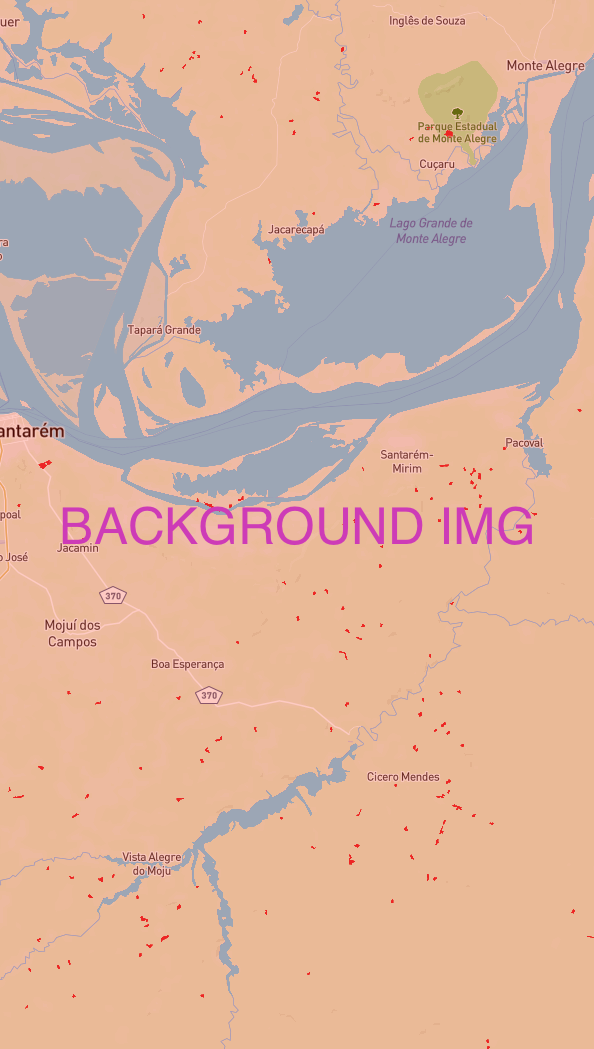 uer
Inglês de Souza
Monte Alegre
Parque Estadual
de Monte Alegre
Cuçaru
Jacarecapá
Lago Grande de
Monte Alegre
ra
o
Tapará Grande
antarém
Pacoval
Santarém-
Mirim
poal
BACKGROUND IMG
Jacamin
o José
370
Mojuí dos
Campos
Boa Esperança
370
Cicero Mendes
Vista Alegre
do Moju